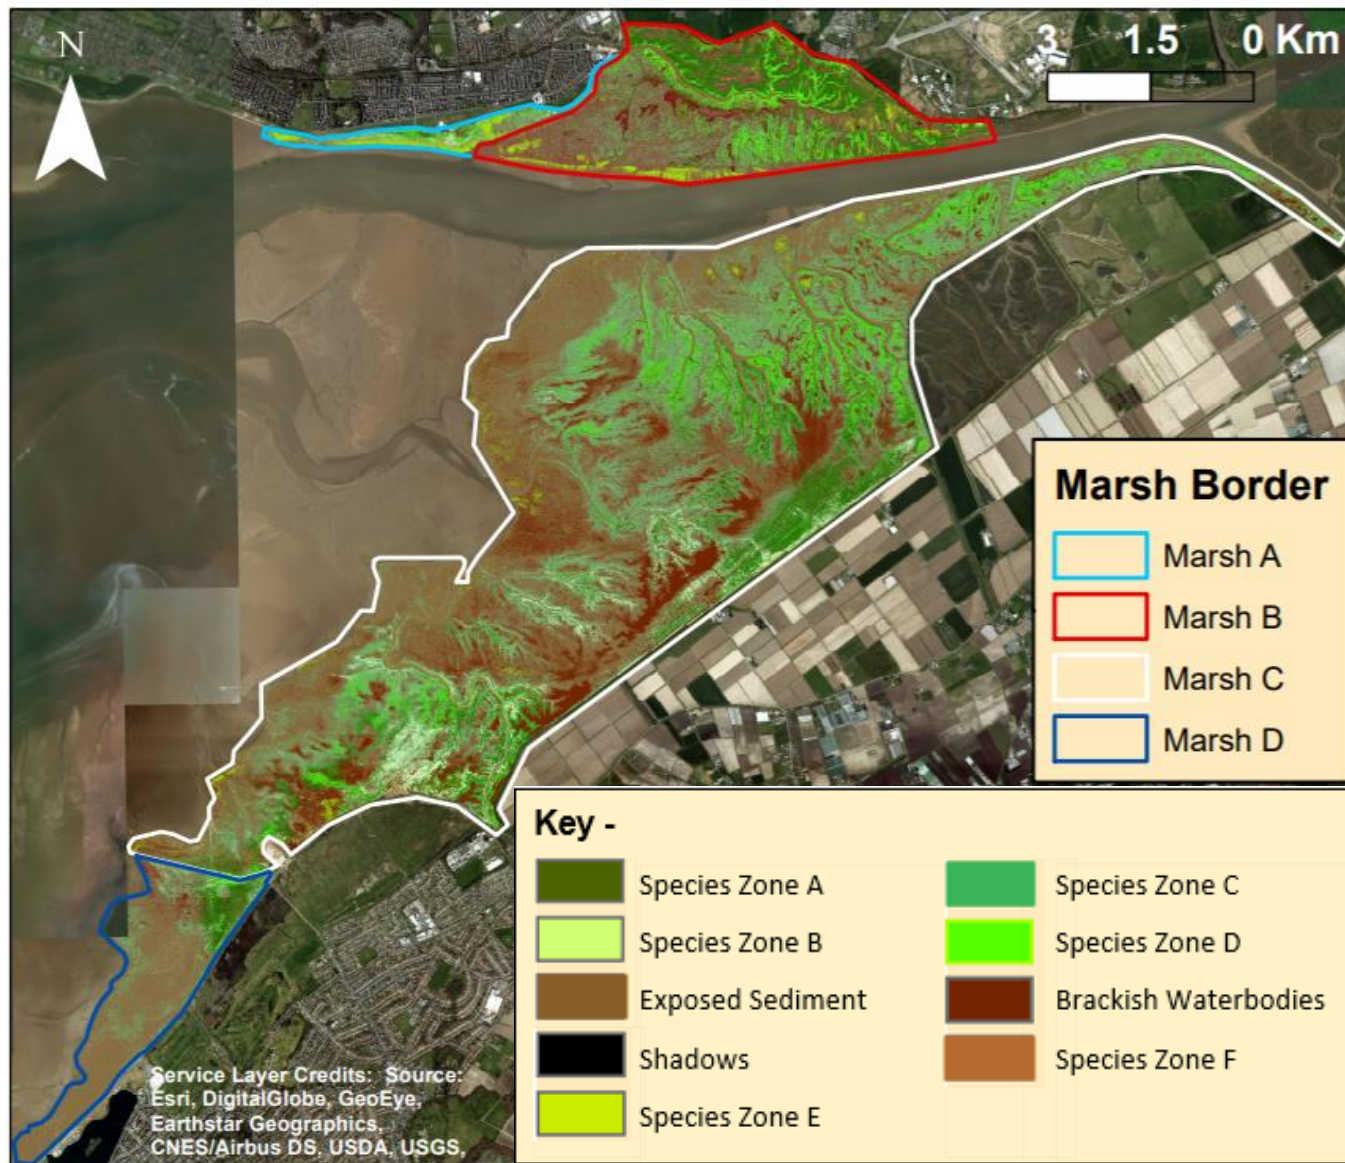 N
3 1.5 0 Km
Marsh Border
Marsh A
Marsh B
Marsh C
Marsh D
Key -
Species Zone A
Species Zone B
Exposed Sediment
Shadows
Species Zone E
Species Zone C
Species Zone D
Brackish Waterbodies
Species Zone F
Service Layer Credits: Source:
Esri, DigitalGlobe, GeoEye,
Earthstar Geographics,
CNES/Airbus DS, USDA, USGS,